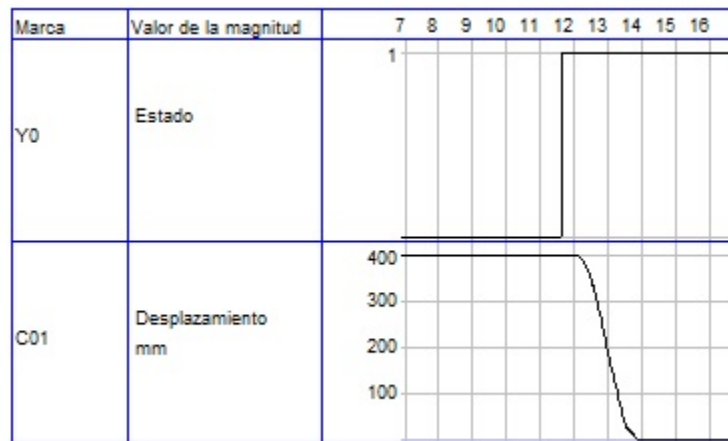 Marca Valor de la magnitud 7 8 9 10 11 12 13 14 15 16
1
Estado
Y0
400
300
Desplazamiento
C01
mm
200
100